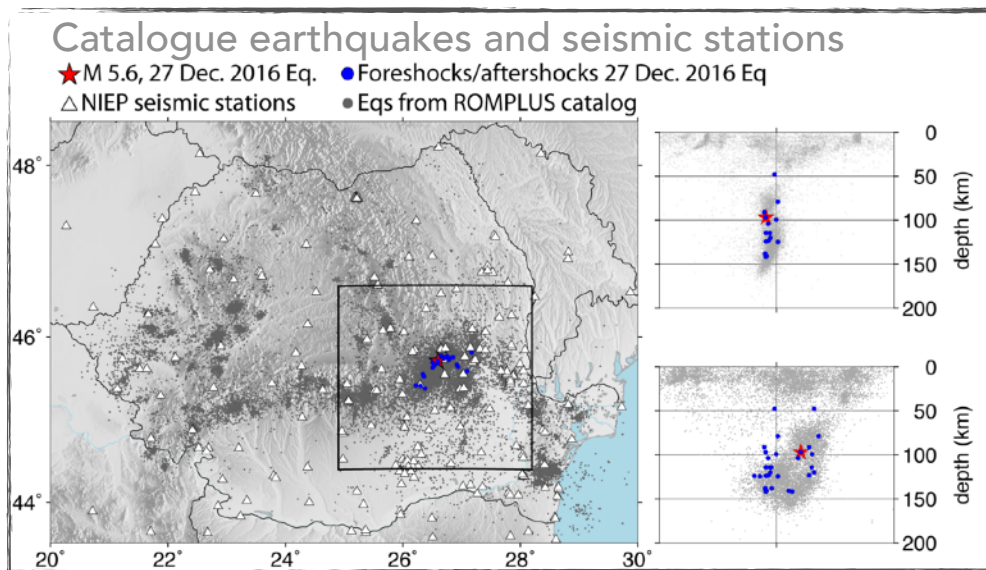 Catalogue earthquakes and seismic stations
M 5.6, 27 Dec. 2016 Eq. Foreshocks/aftershocks 27 Dec. 2016 Eq
NIEP seismic stations Eqs from ROMPLUS catalog
48˚
46˚
44˚
20˚ 22˚ 24˚ 26˚ 28˚ 30˚
0
50
100
150
200
depth (km)
0
50
100
150
200
depth (km)